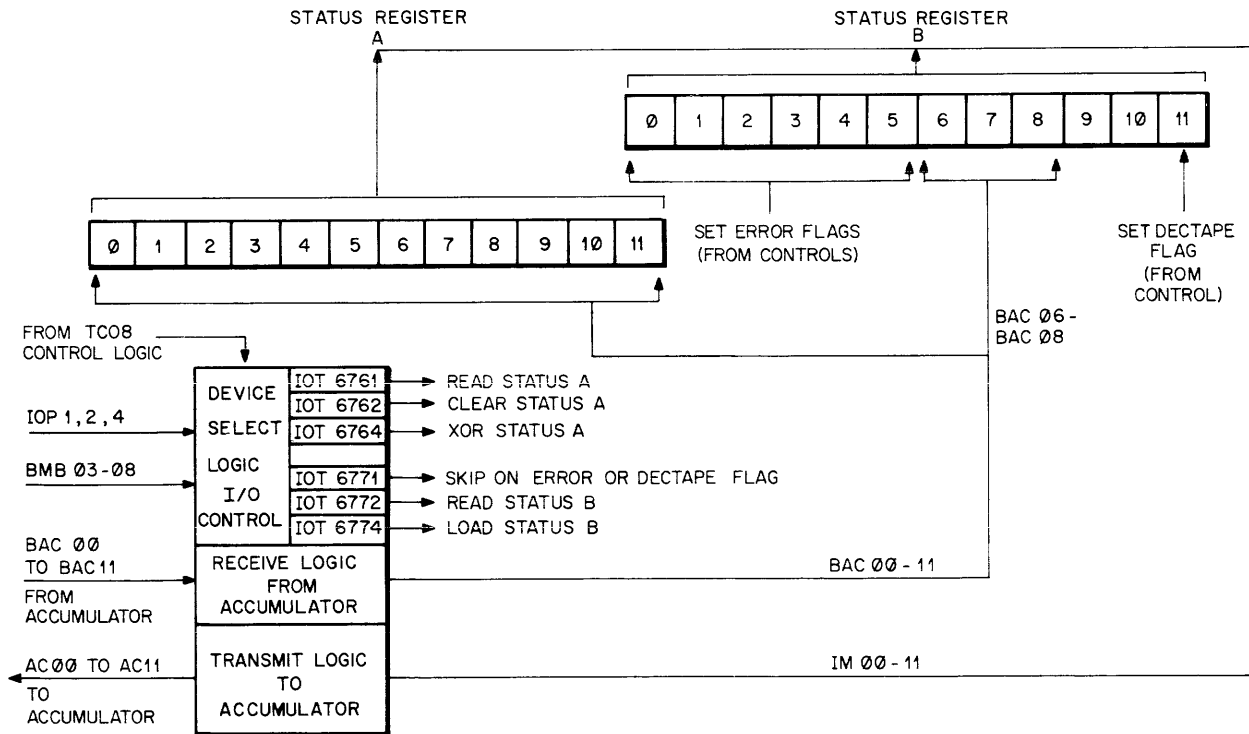 STATUS REGISTER
A
STATUS REGISTER
B
Ø 1 2 3 4 5 6 7 8 9 10 11
SET ERROR FLAGS
(FROM CONTROLS)
SET DECTAPE
FLAG
(FROM
CONTROL)
Ø 1 2 3 4 5 6 7 8 9 10 11
BAC Ø6-
BAC Ø8
FROM TC08
CONTROL LOGIC
IOP 1, 2, 4
BMB Ø3-08
BAC ØØ
TO BAC11
FROM
ACCUMULATOR
AC ØØ TO AC11
TO
ACCUMULATOR
DEVICE
SELECT
LOGIC
I/O
CONTROL
IOT 6761 READ STATUS A
IOT 6762 CLEAR STATUS A
IOT 6764 XOR STATUS A
IOT 6771 SKIP ON ERROR OR DECTAPE FLAG
IOT 6772 READ STATUS B
IOT 6774 LOAD STATUS B
RECEIVE LOGIC
FROM
ACCUMULATOR
BAC ØØ-11
TRANSMIT LOGIC
TO
ACCUMULATOR
IM ØØ-11